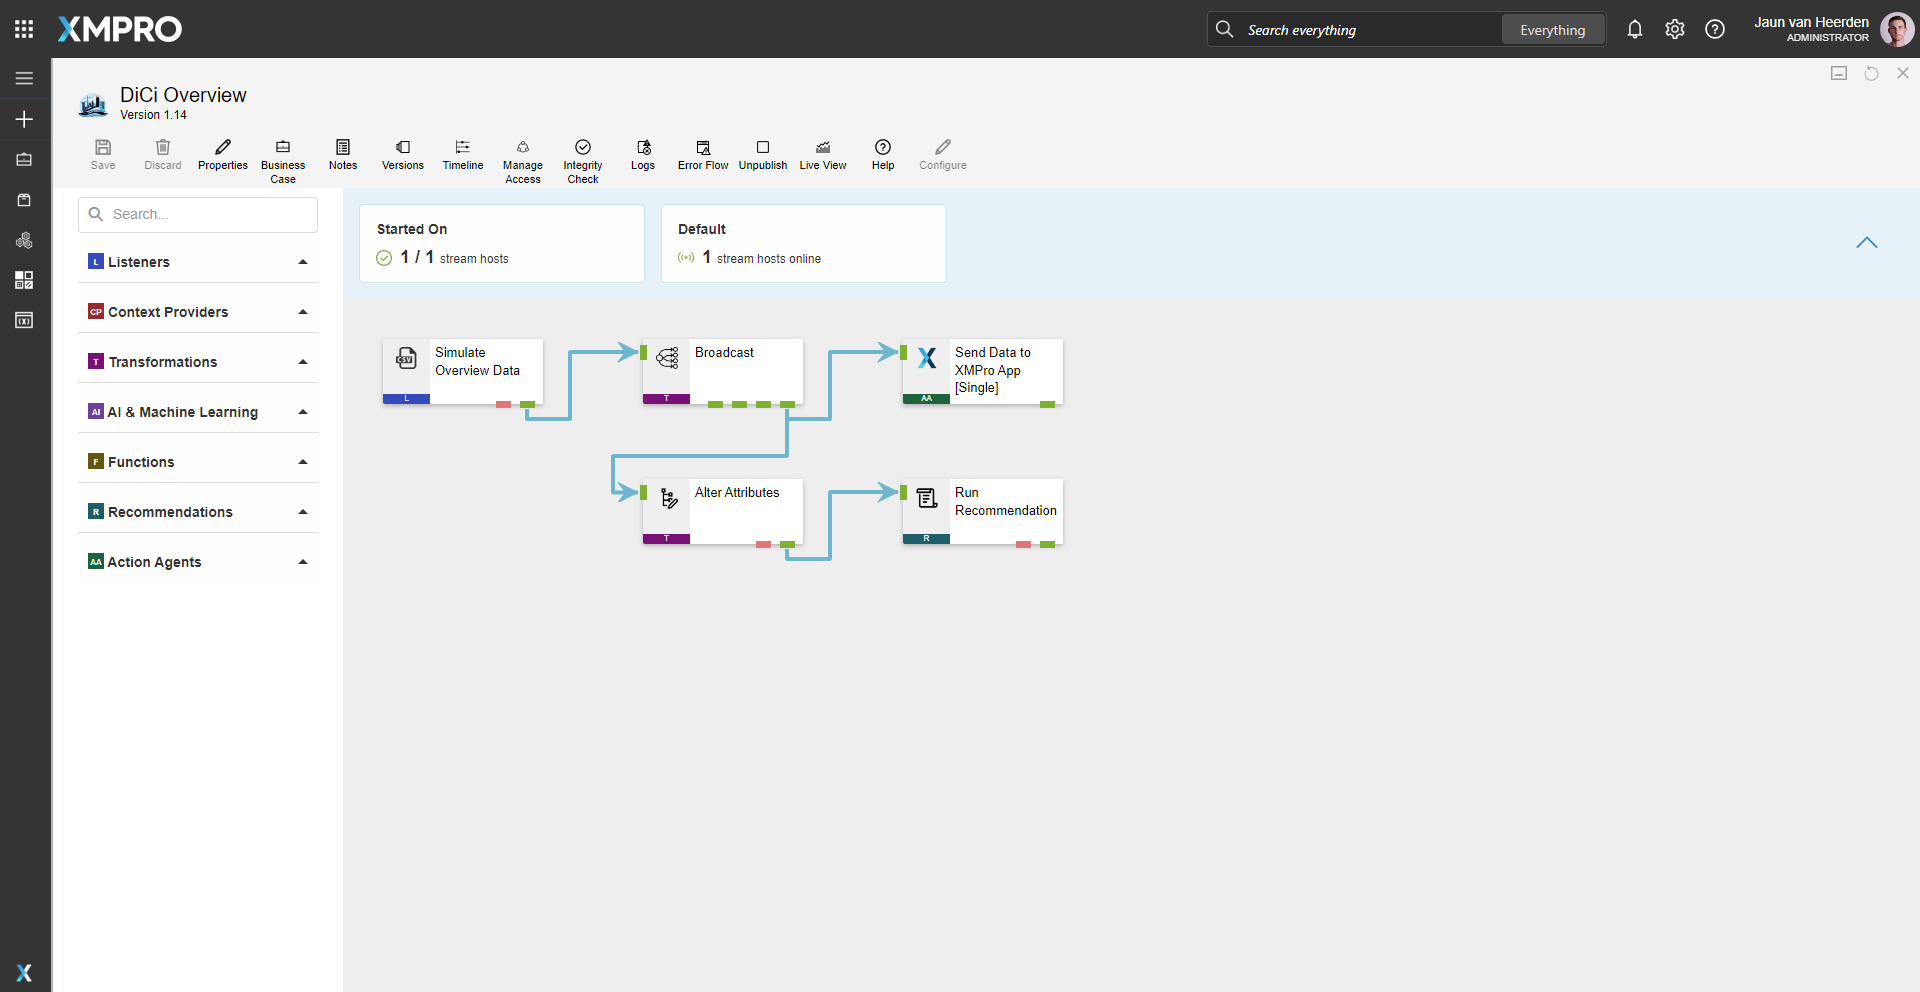 XMPRO
Search everything
Everything
Jaun van Heerden
ADMINISTRATOR
DiCi Overview
Version 1.14
Save
Discard
Properties
Business
Case
Notes
Versions
Timeline
Manage
Access
Integrity
Check
Logs
Error Flow
Unpublish
Live View
Help
Configure
Search...
L Listeners
CP Context Providers
T Transformations
AI AI & Machine Learning
F Functions
R Recommendations
AA Action Agents
Started On
1 / 1 stream hosts
Default
1 stream hosts online
CSV
Simulate
Overview Data
L
Broadcast
T
Send Data to
XMPro App
[Single]
AA
Alter Attributes
T
Run
Recommendation
R